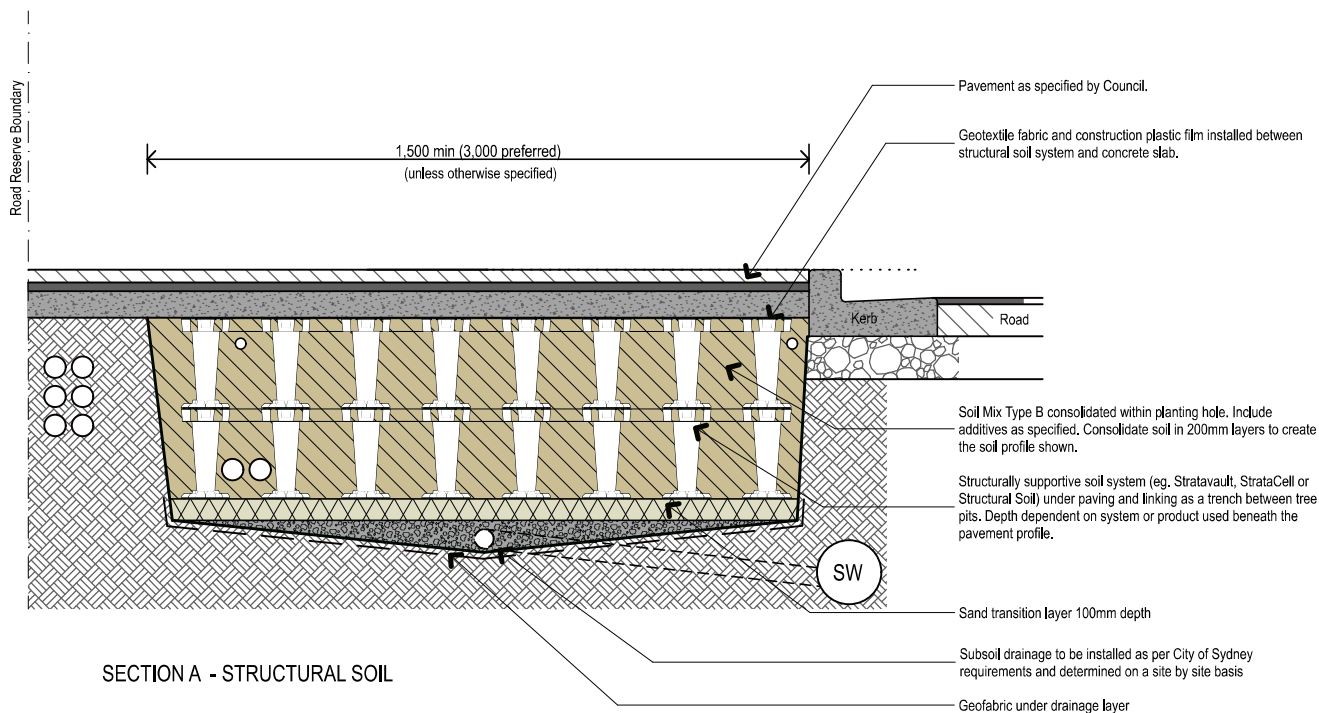 Road Reserve Boundary
Pavement as specified by Council.
Geotextile fabric and construction plastic film installed between
structural soil system and concrete slab.
1,500 min (3,000 preferred)
(unless otherwise specified)
Kerb
Road
Soil Mix Type B consolidated within planting hole. Include
additives as specified. Consolidate soil in 200mm layers to create
the soil profile shown.
Structurally supportive soil system (eg. Stratavault, StrataCell or
Structural Soil) under paving and linking as a trench between tree
pits. Depth dependent on system or product used beneath the
pavement profile.
SW
Sand transition layer 100mm depth
Subsoil drainage to be installed as per City of Sydney
requirements and determined on a site by site basis
Geofabric under drainage layer
SECTION A - STRUCTURAL SOIL